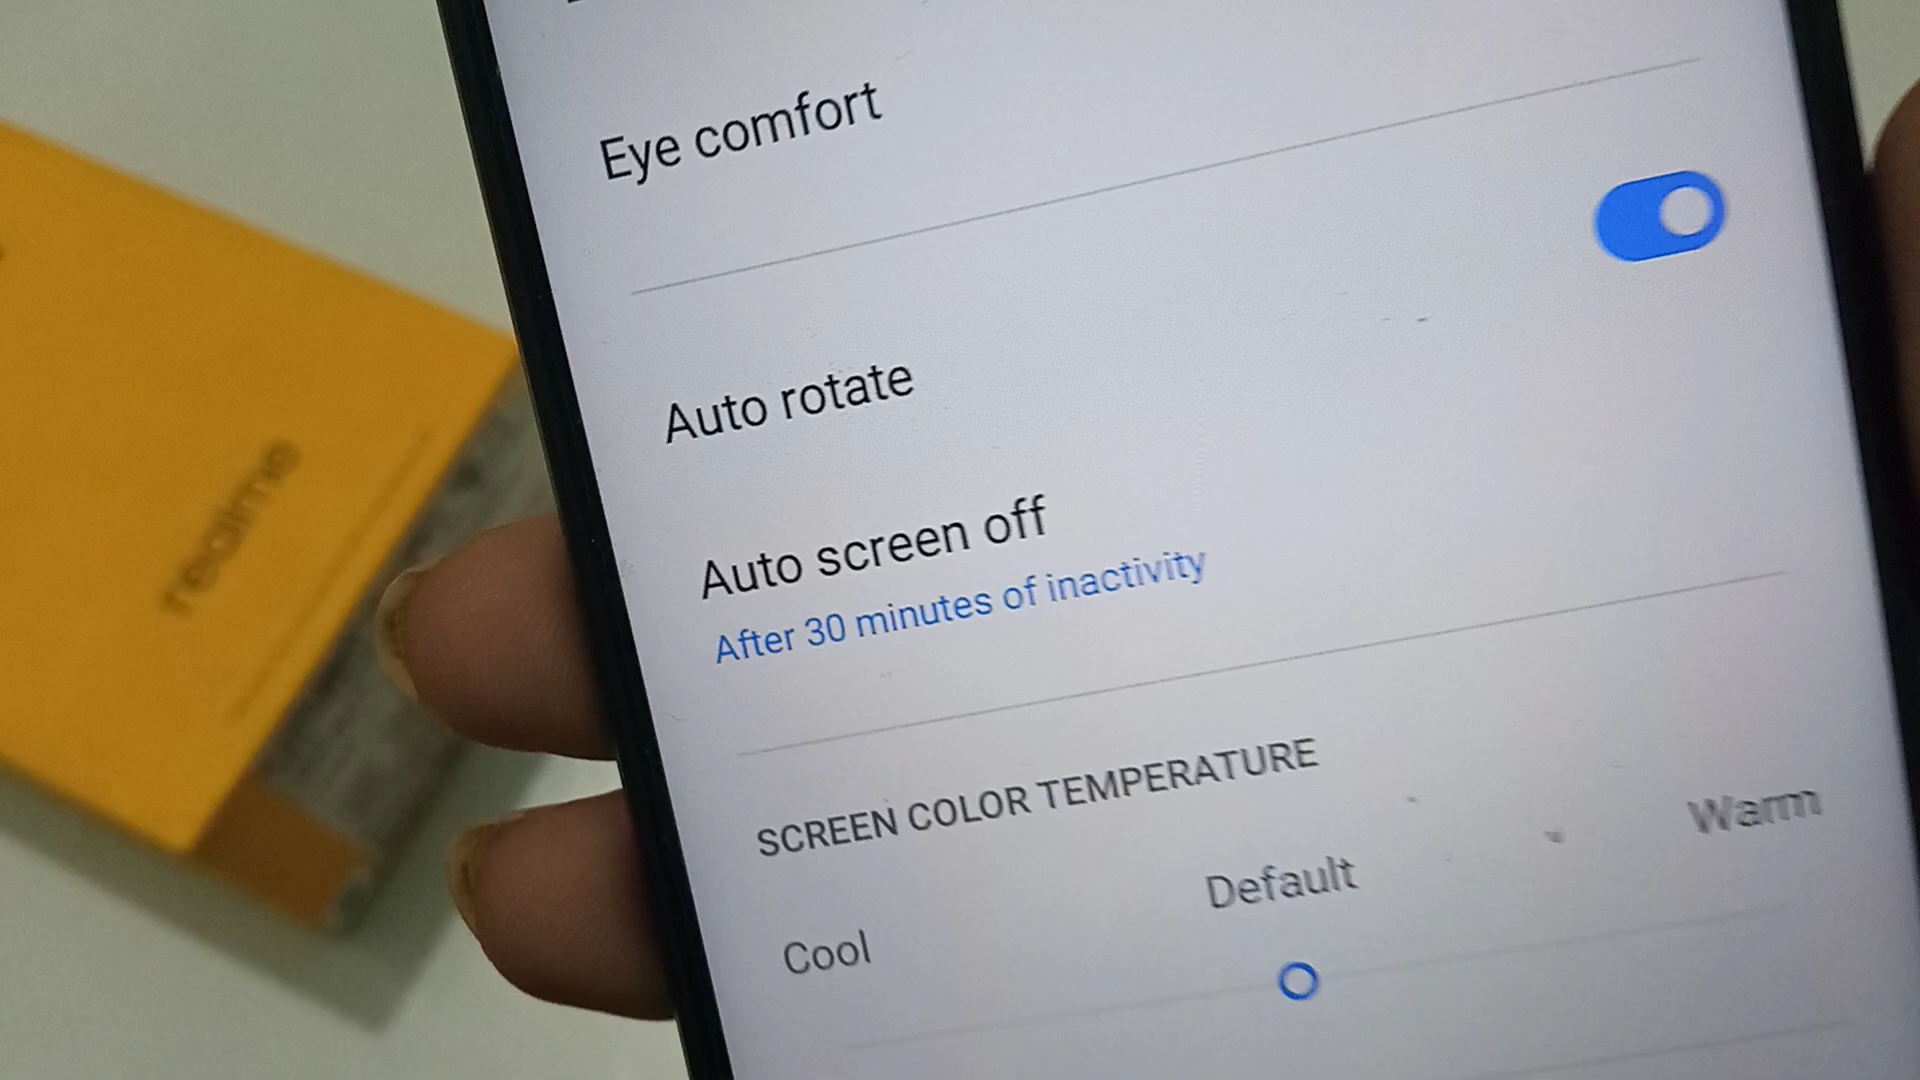 Eye comfort
Auto rotate
Auto screen off
After 30 minutes of inactivity
SCREEN COLOR TEMPERATURE
Cool
Default
Warm
realme